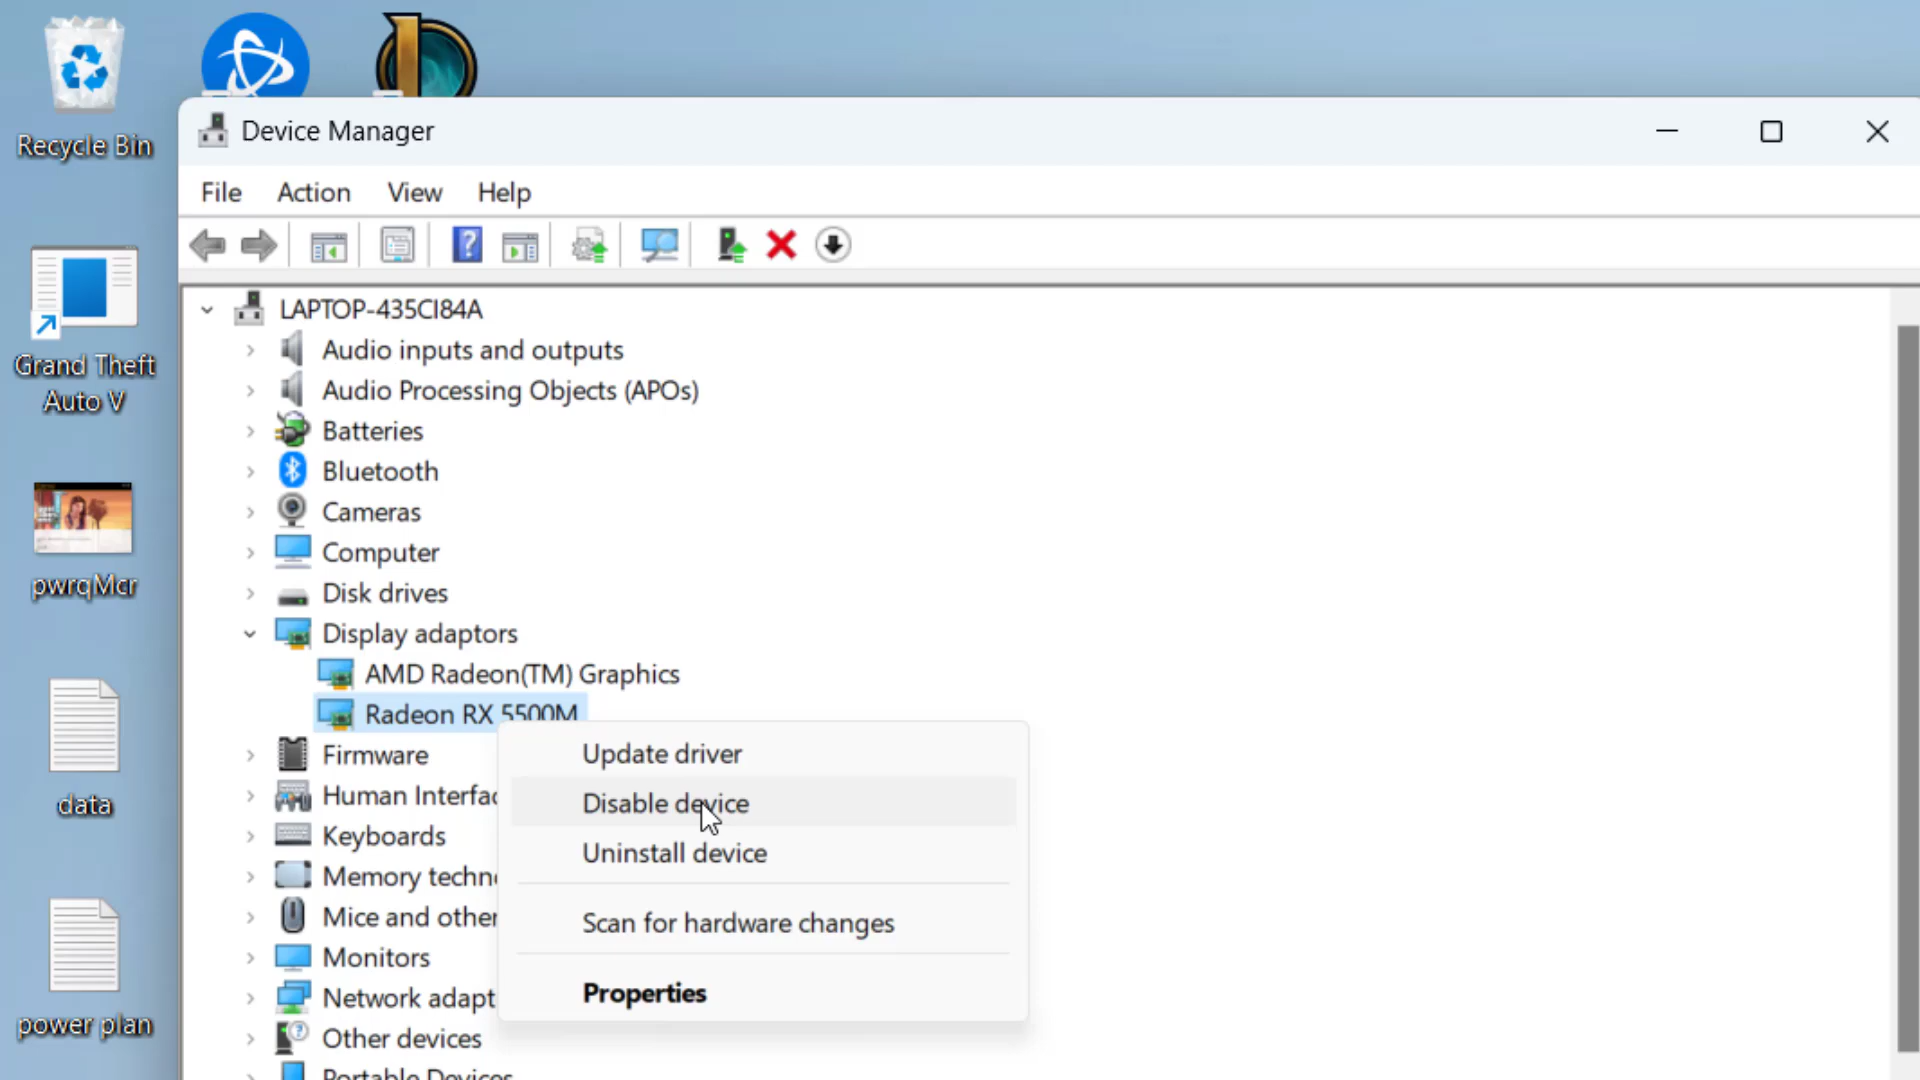 Recycle Bin
Grand Theft
Auto V
pwrqMcr
data
power plan
Device Manager
File Action View Help
LAPTOP-435CI84A
Audio inputs and outputs
Audio Processing Objects (APOs)
Batteries
Bluetooth
Cameras
Computer
Disk drives
Display adaptors
AMD Radeon(TM) Graphics
Radeon RX 5500M
Firmware
Human Interfac
Keyboards
Memory techn
Mice and other
Monitors
Network adapt
Other devices
Portable Devices
Update driver
Disable device
Uninstall device
Scan for hardware changes
Properties